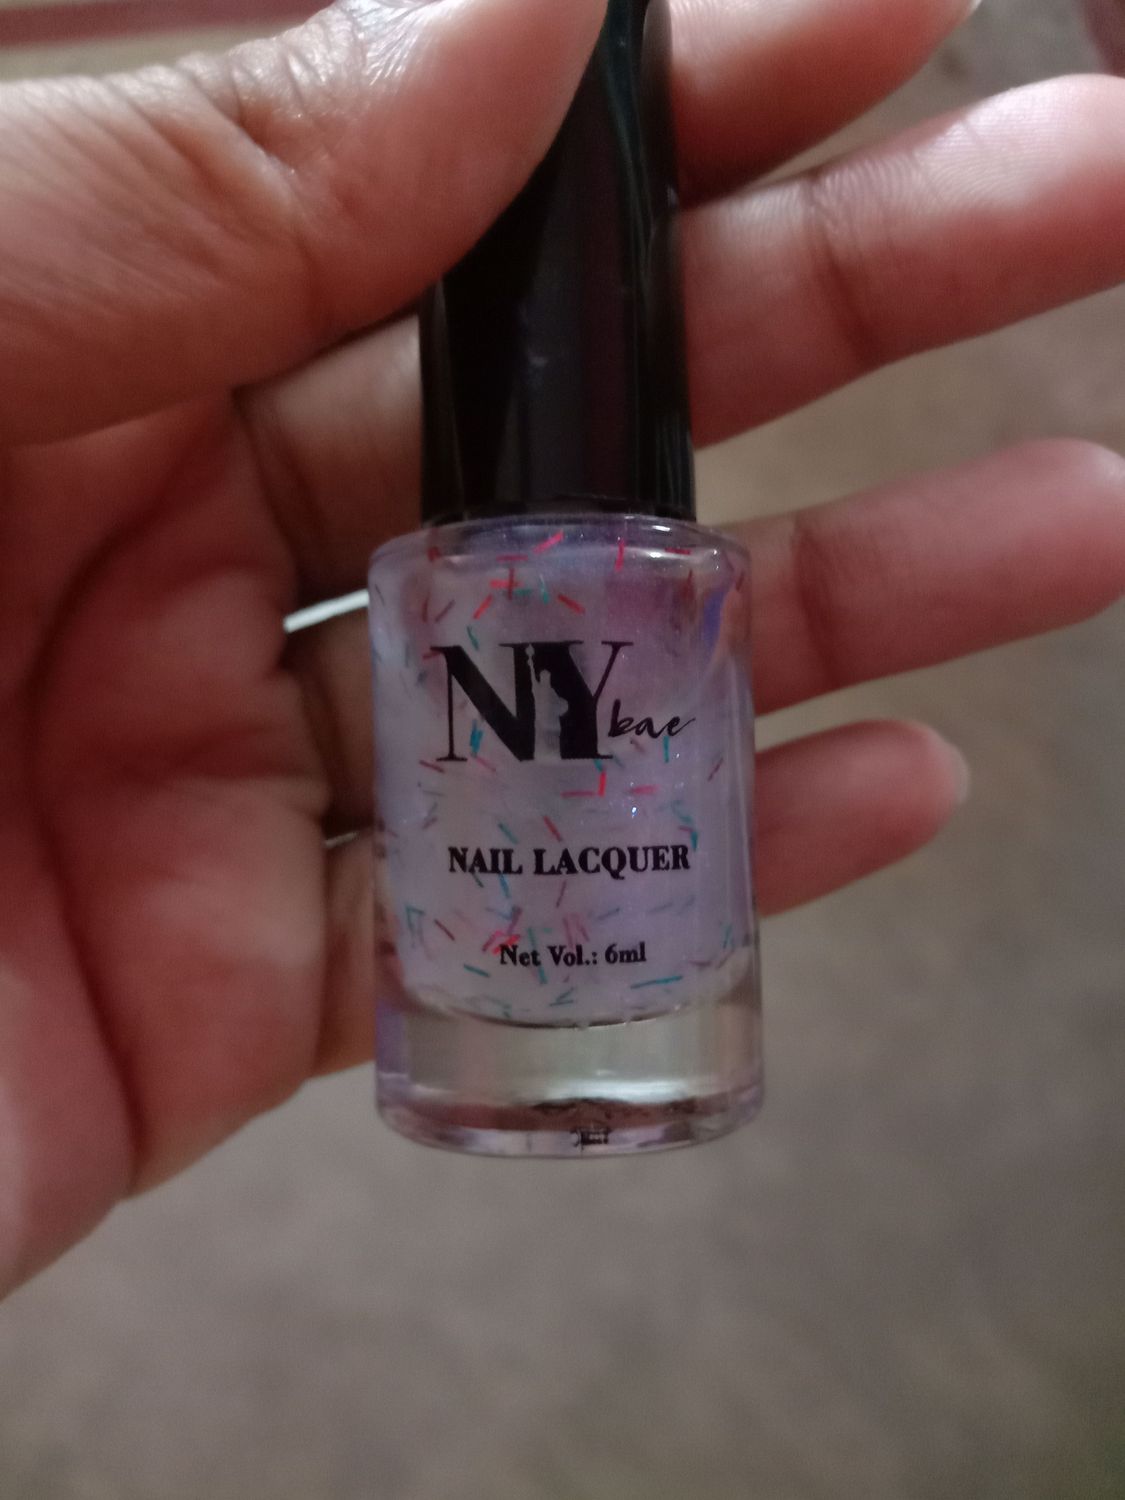 NY bae
NAIL LACQUER
Net Vol.: 6ml